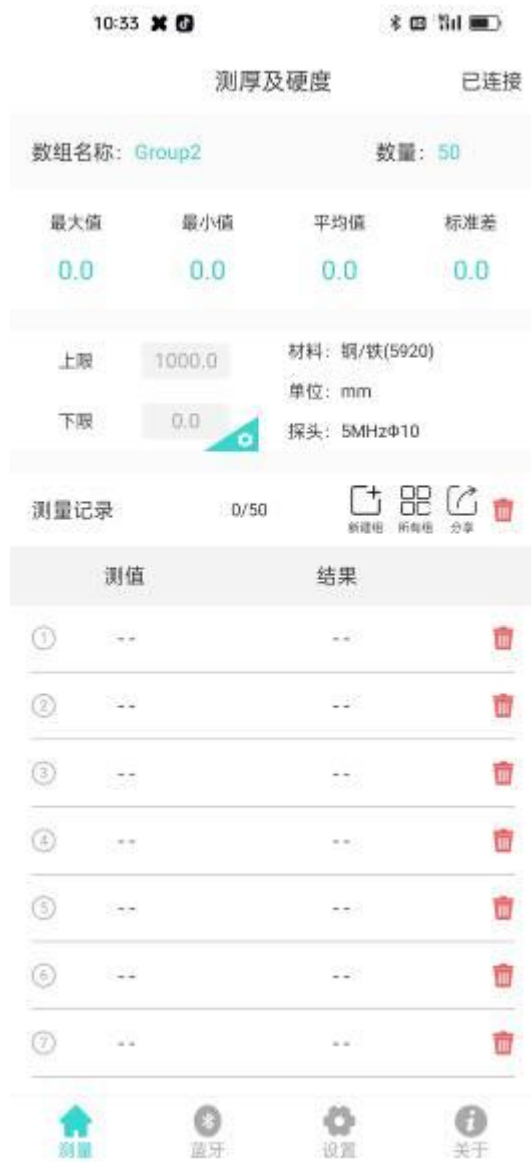 10:33
测厚及硬度 已连接
数组名称：Group2 数量：50
最大值 最小值 平均值 标准差
0.0 0.0 0.0 0.0
上限 1000.0
下限 0.0
材料：钢/铁(5920)
单位：mm
探头：5MHzΦ10
测量记录 0/50
新建组 所有组 分享
测值 结果
1 -- --
2 -- --
3 -- --
4 -- --
5 -- --
6 -- --
7 -- --
测量 蓝牙 设置 关于